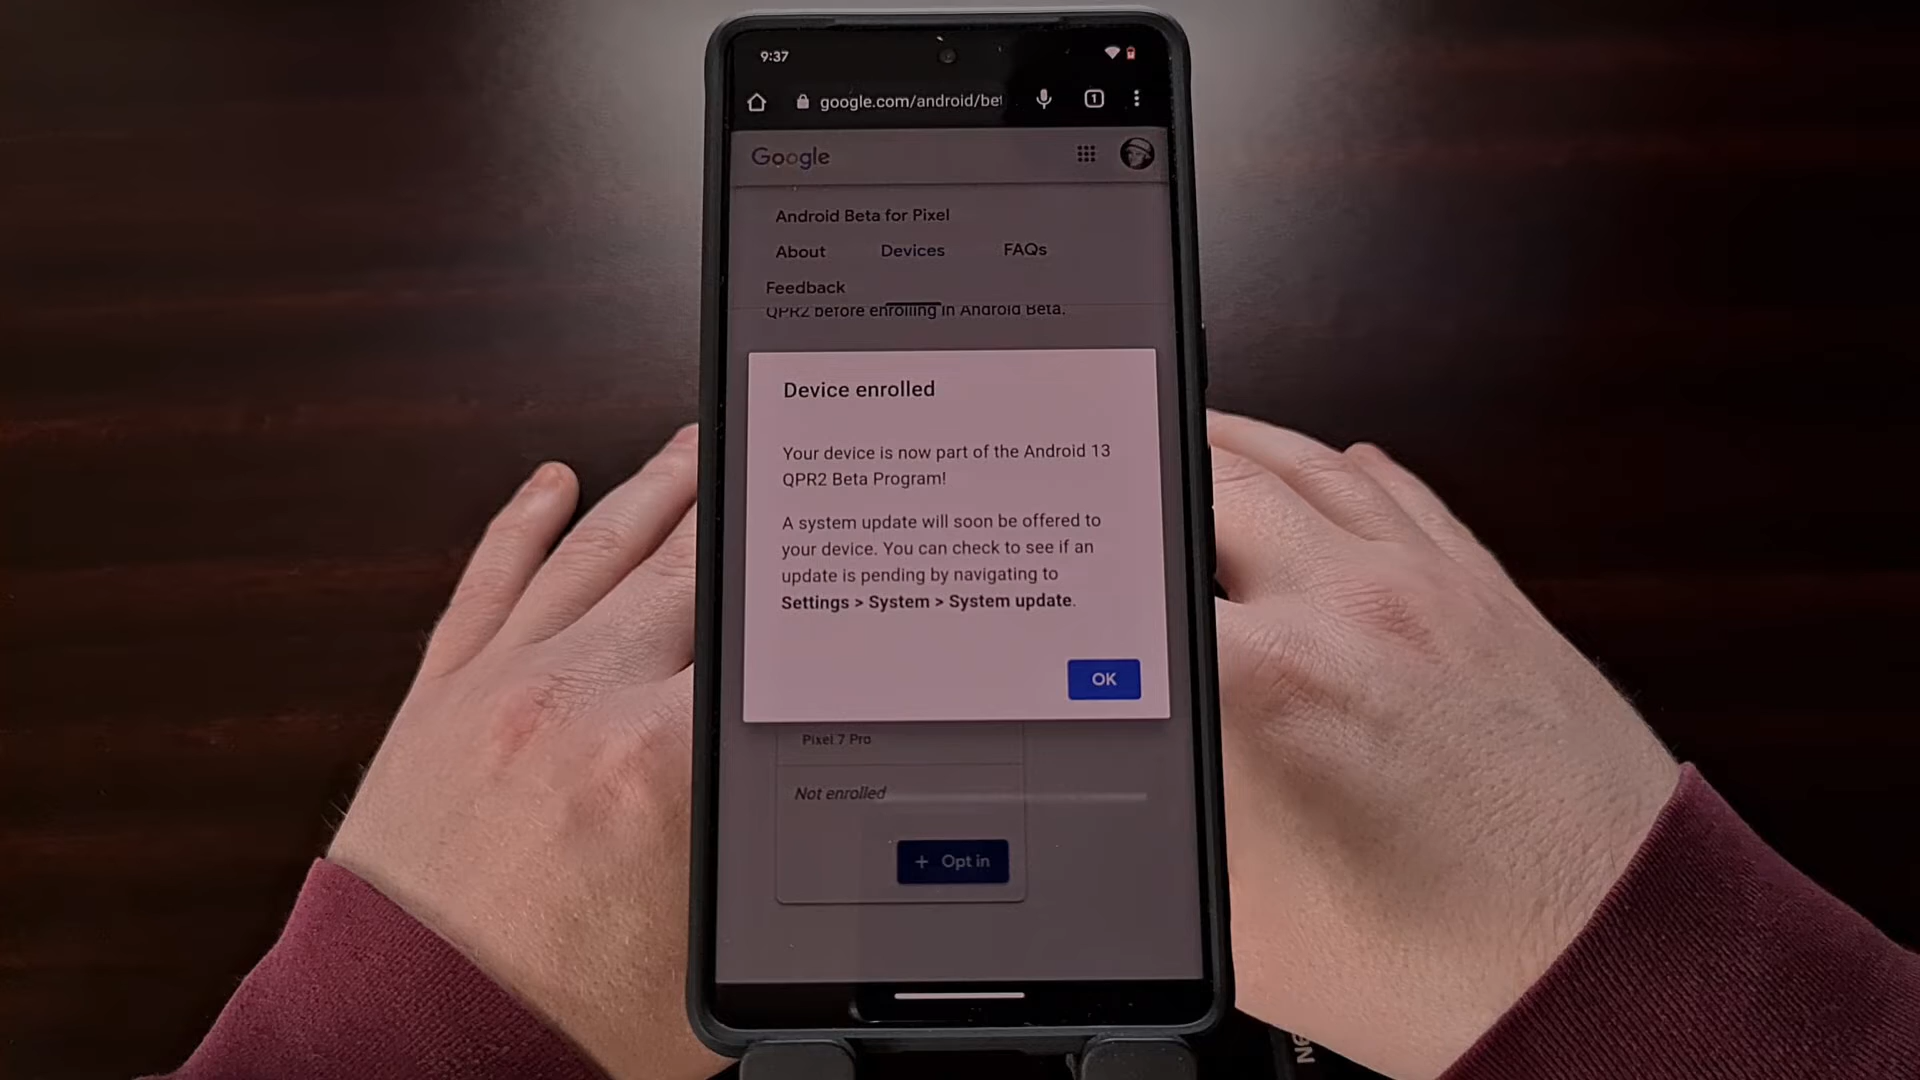 9:37
google.com/android/bet
1
Google
Android Beta for Pixel
About Devices FAQs
Feedback
QPR2 before enrolling in Android Beta.
Device enrolled
Your device is now part of the Android 13
QPR2 Beta Program!
A system update will soon be offered to
your device. You can check to see if an
update is pending by navigating to
Settings > System > System update.
OK
Pixel 7 Pro
Not enrolled
+ Opt in